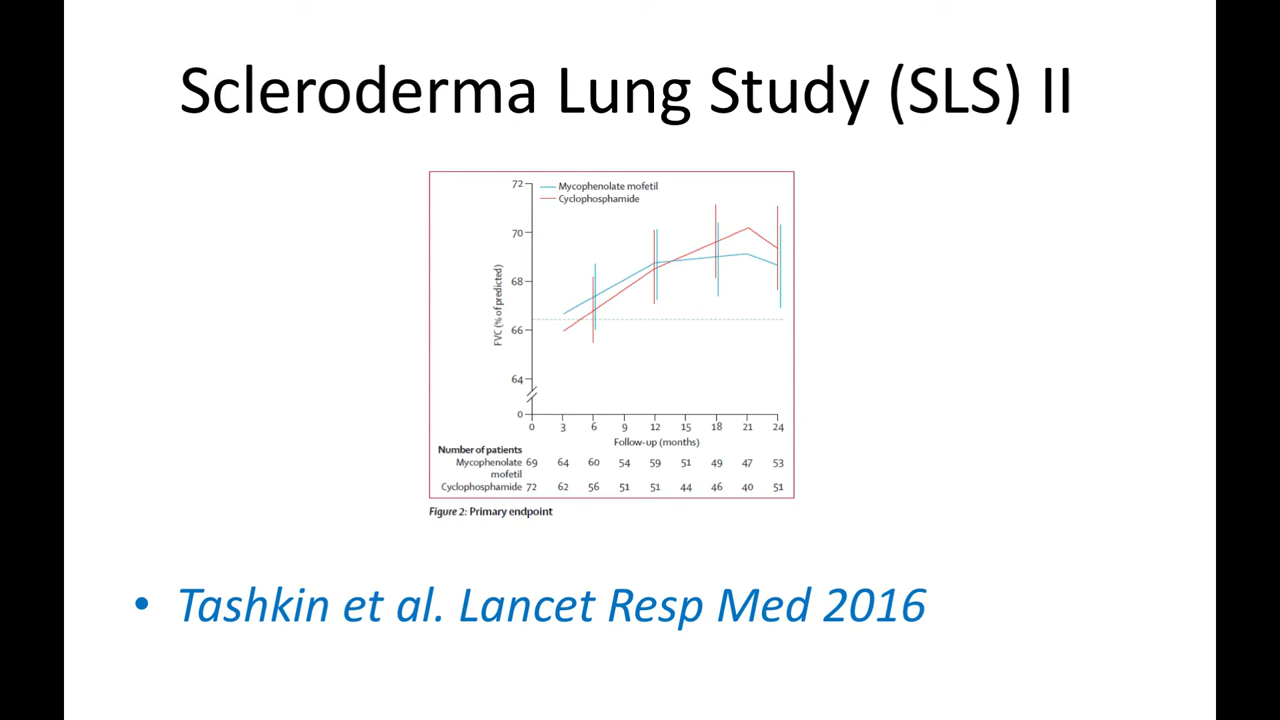 Scleroderma Lung Study (SLS) II
72
70
68
66
64
0
FVC (% of predicted)
Mycophenolate mofetil
Cyclophosphamide
0 3 6 9 12 15 18 21 24
Follow-up (months)
Number of patients
Mycophenolate 69 64 60 54 59 51 49 47 53
mofetil
Cyclophosphamide 72 62 56 51 51 44 46 40 51
Figure 2: Primary endpoint
• Tashkin et al. Lancet Resp Med 2016